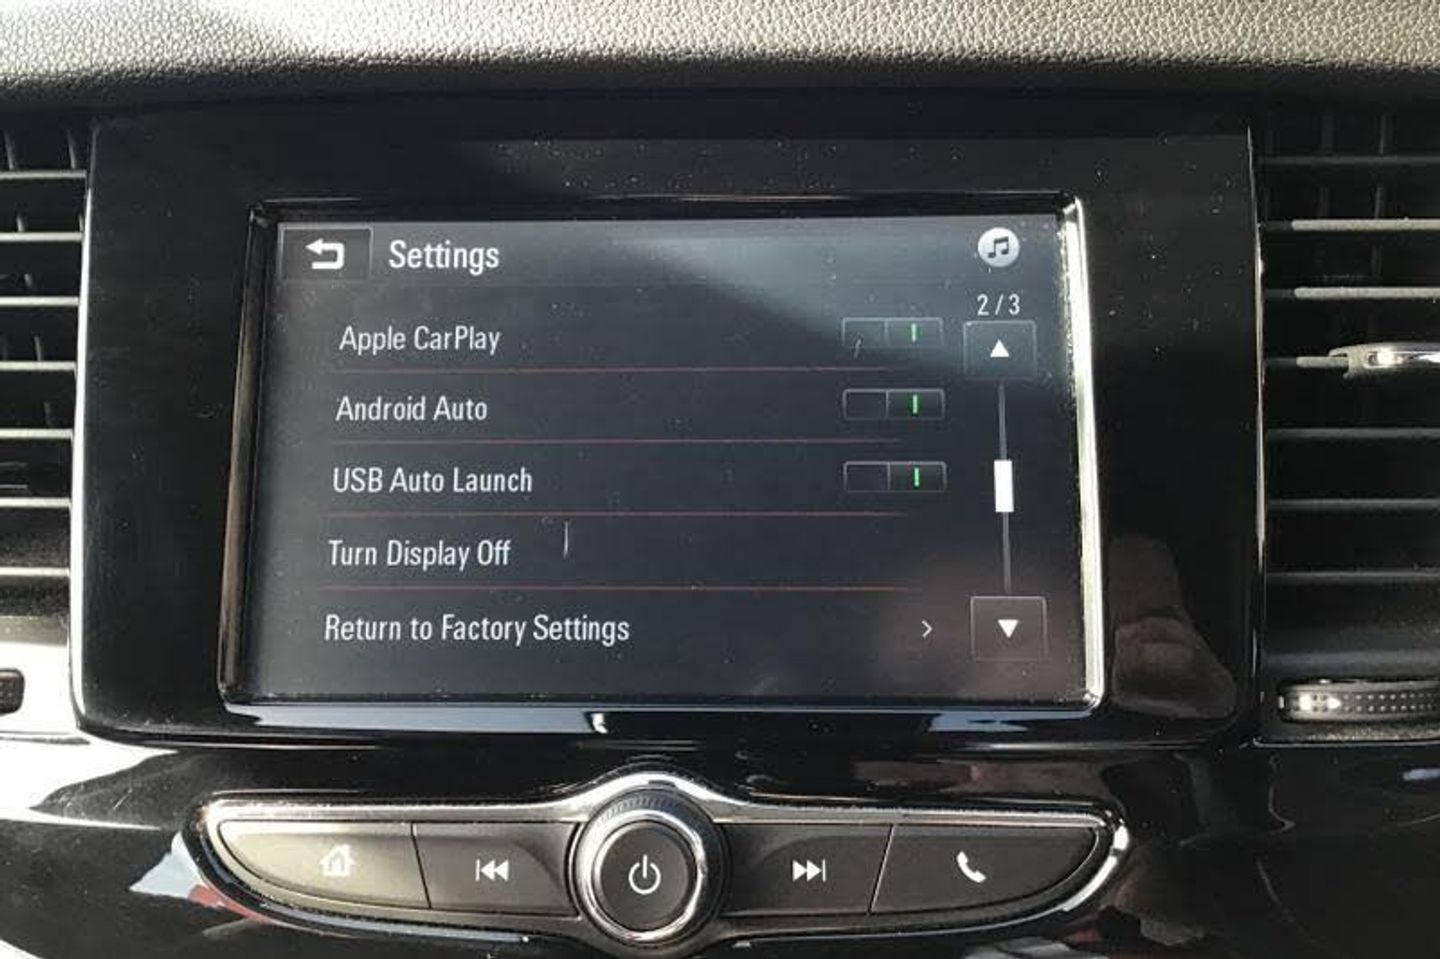 Settings
2/3
Apple CarPlay
Android Auto
USB Auto Launch
Turn Display Off
Return to Factory Settings